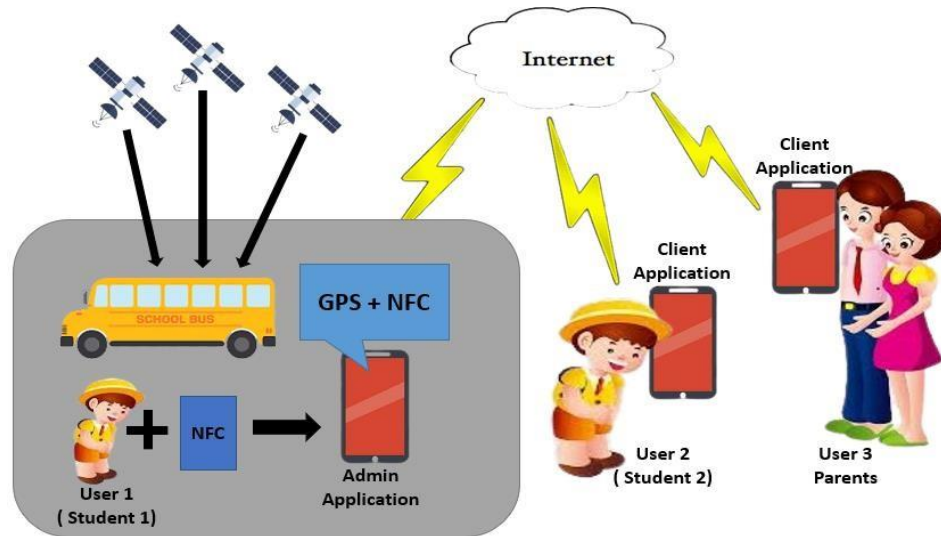 Internet
Client
Application
Client
Application
GPS + NFC
SCHOOL BUS
NFC
User 1
( Student 1)
Admin
Application
User 2
( Student 2)
User 3
Parents